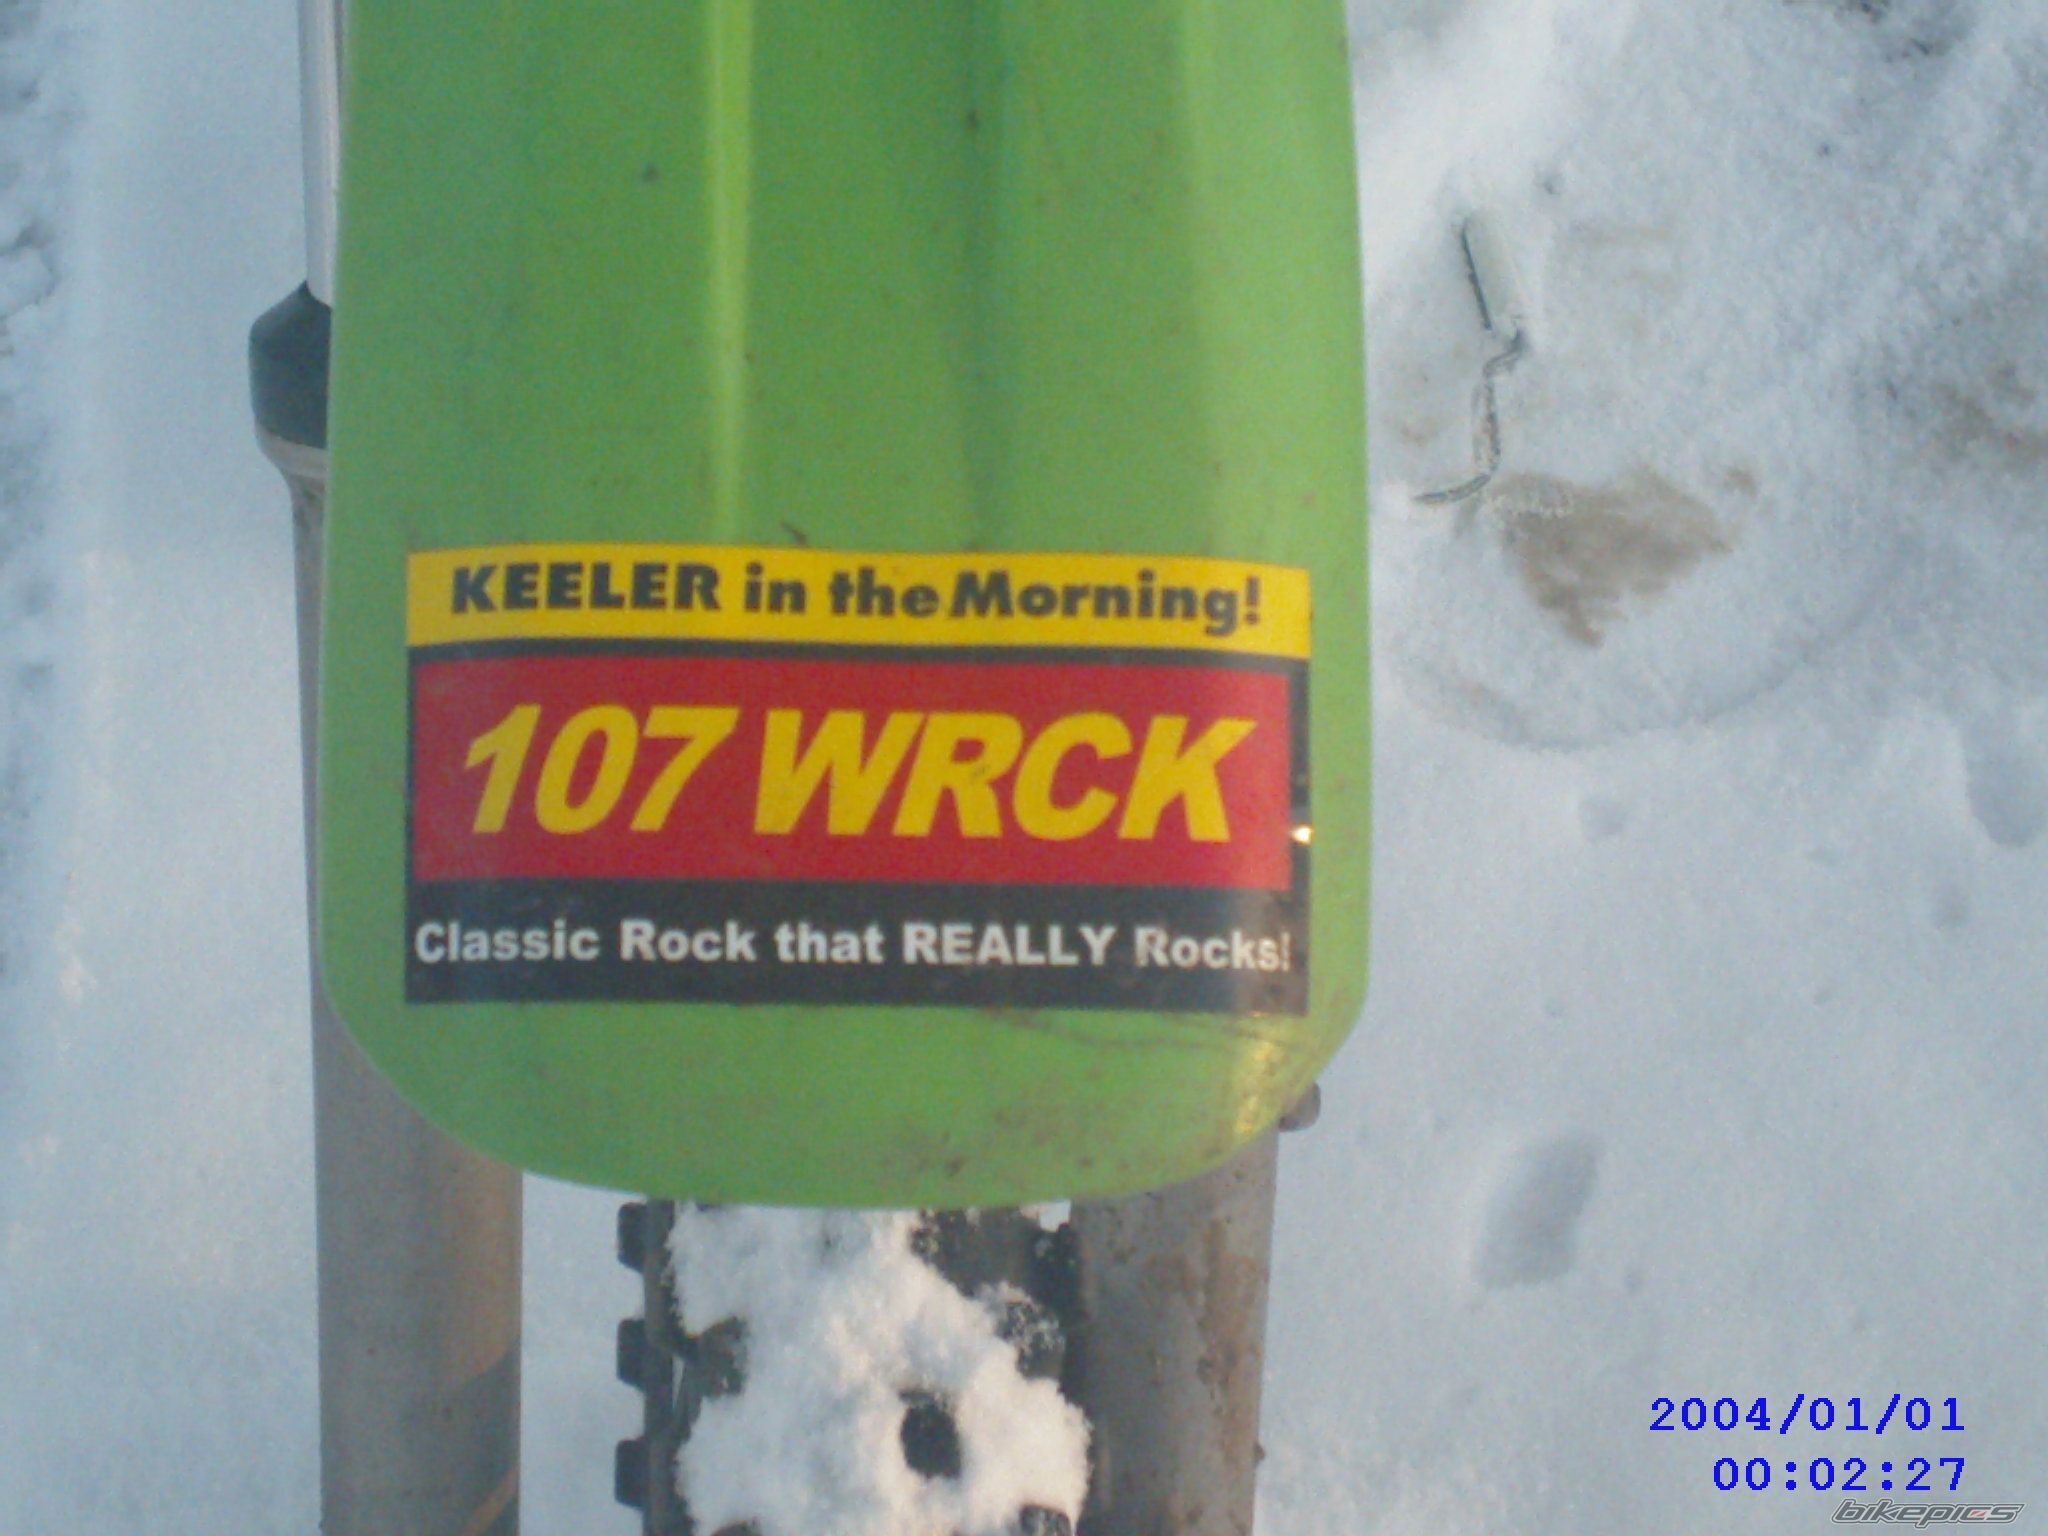 KEELER in the Morning!
107 WRCK
Classic Rock that REALLY Rocks!
2004/01/01
00:02:27
bikepics